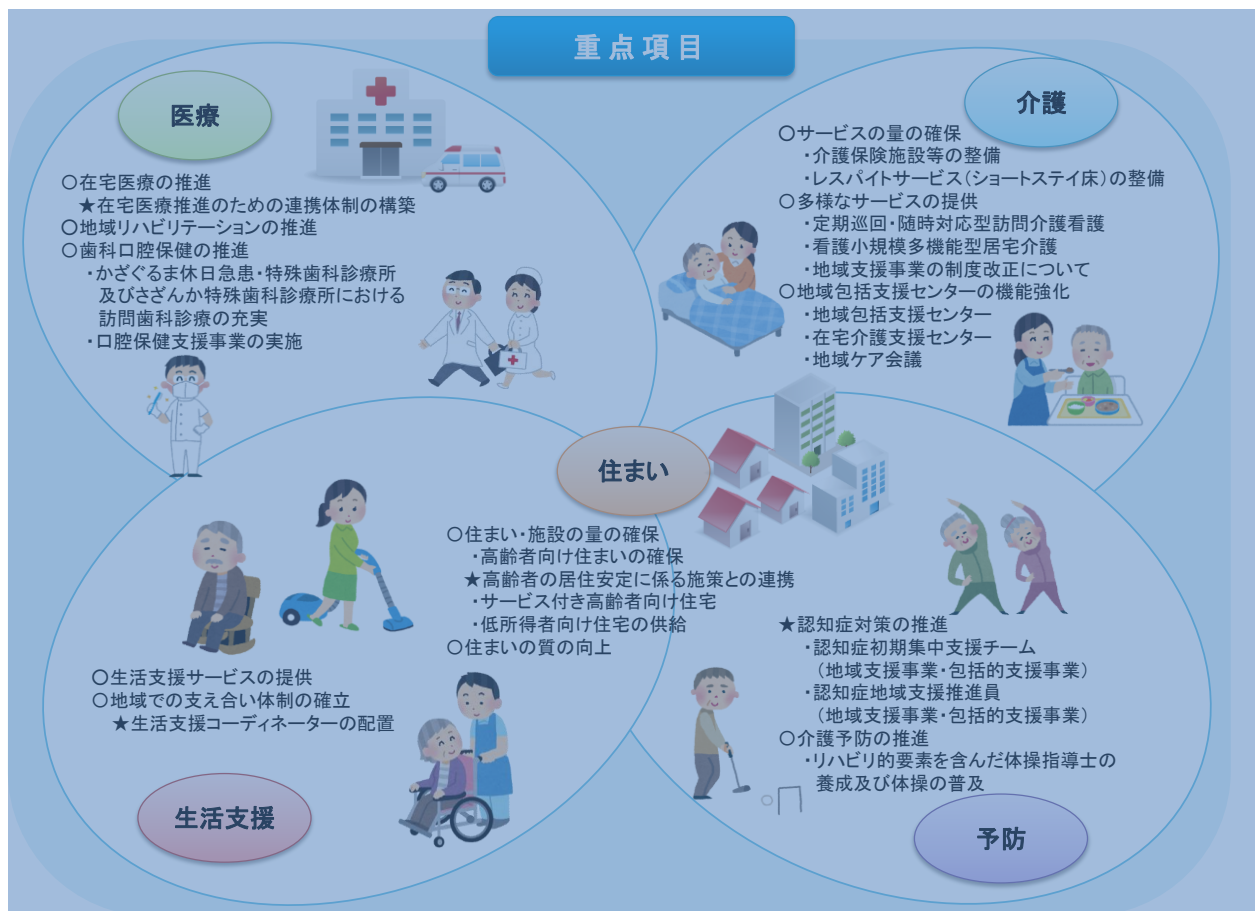 重点項目
医療
○在宅医療の推進
★在宅医療推進のための連携体制の構築
○地域リハビリテーションの推進
○歯科口腔保健の推進
・かざぐるま休日急患・特殊歯科診療所
及びさざんか特殊歯科診療所における
訪問歯科診療の充実
・口腔保健支援事業の実施
介護
○サービスの量の確保
・介護保険施設等の整備
・レスパイトサービス(ショートステイ床)の整備
○多様なサービスの提供
・定期巡回・随時対応型訪問介護看護
・看護小規模多機能型居宅介護
・地域支援事業の制度改正について
○地域包括支援センターの機能強化
・地域包括支援センター
・在宅介護支援センター
・地域ケア会議
住まい
○住まい・施設の量の確保
・高齢者向け住まいの確保
★高齢者の居住安定に係る施策との連携
・サービス付き高齢者向け住宅
・低所得者向け住宅の供給
○住まいの質の向上
○生活支援サービスの提供
○地域での支え合い体制の確立
★生活支援コーディネーターの配置
生活支援
★認知症対策の推進
・認知症初期集中支援チーム
(地域支援事業・包括的支援事業)
・認知症地域支援推進員
(地域支援事業・包括的支援事業)
○介護予防の推進
・リハビリ的要素を含んだ体操指導士の
養成及び体操の普及
予防